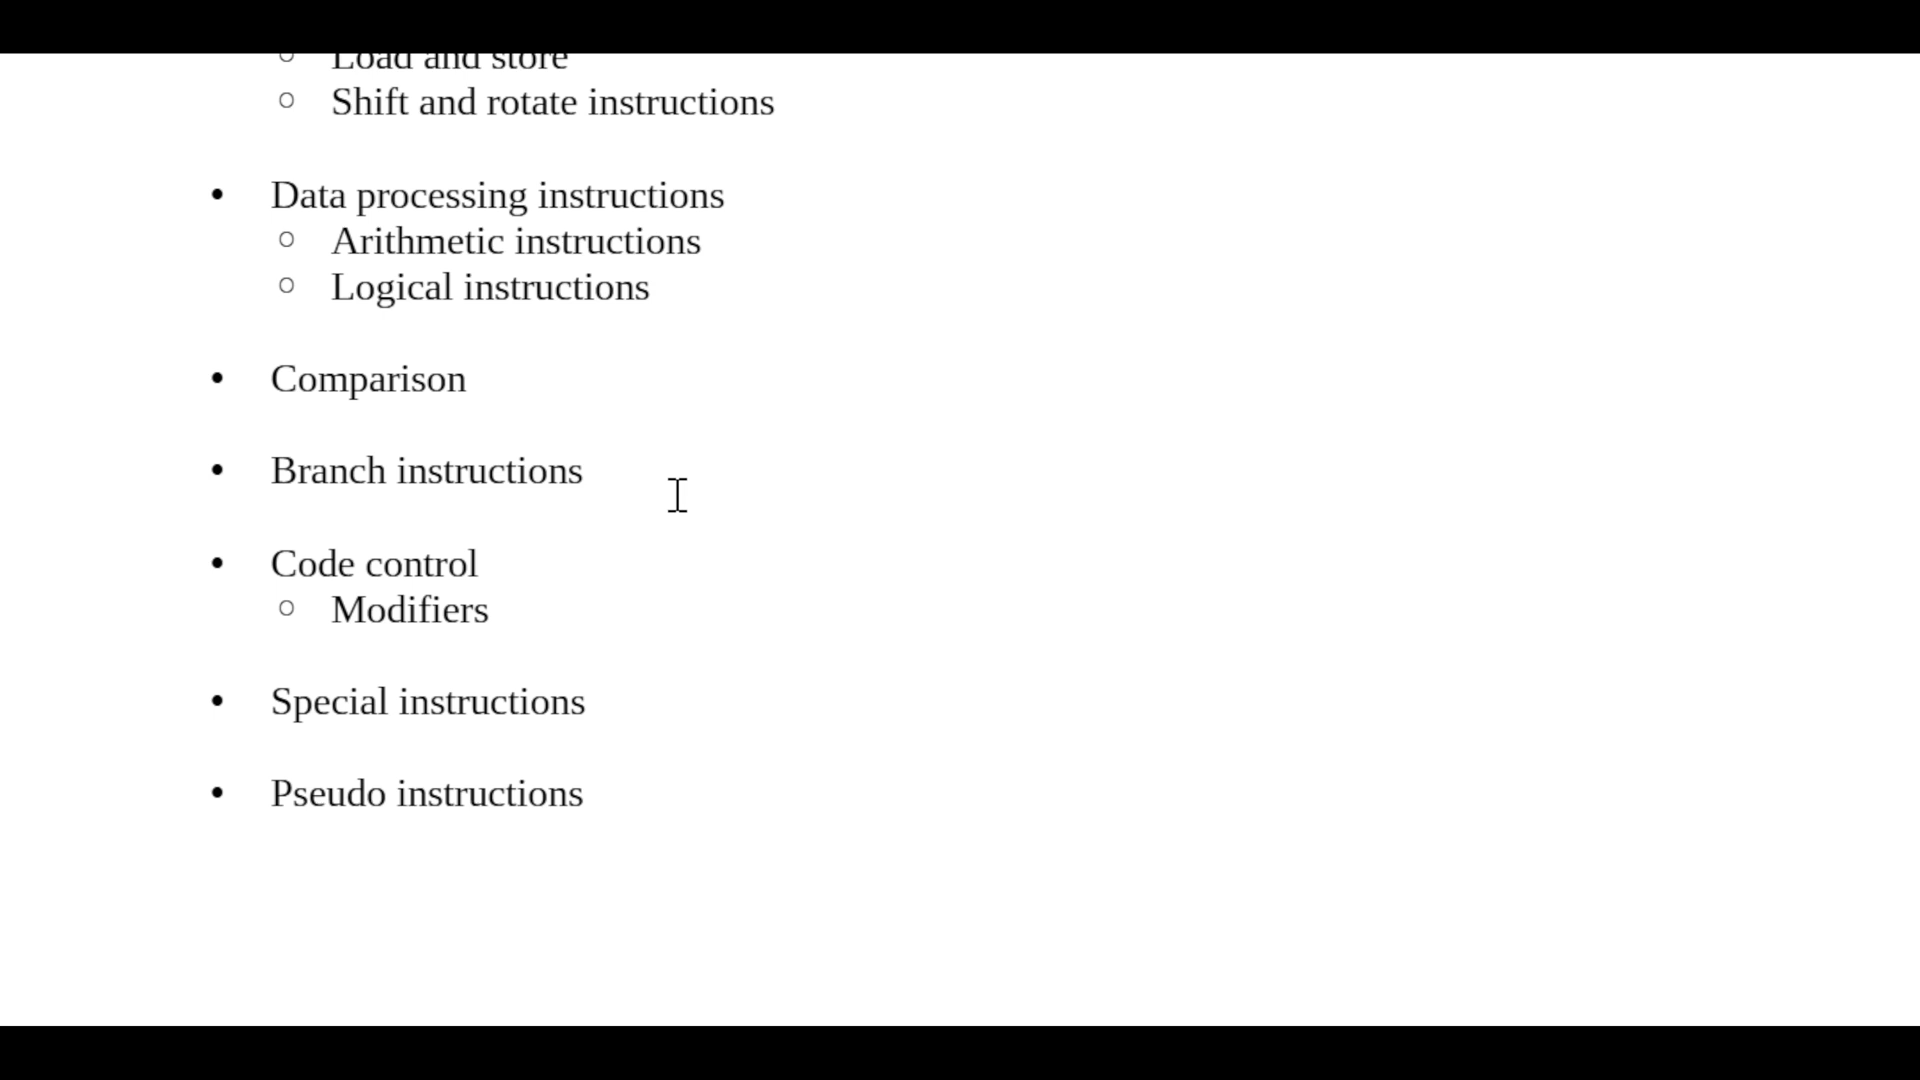 ○ Load and store
○ Shift and rotate instructions
• Data processing instructions
○ Arithmetic instructions
○ Logical instructions
• Comparison
• Branch instructions
• Code control
○ Modifiers
• Special instructions
• Pseudo instructions